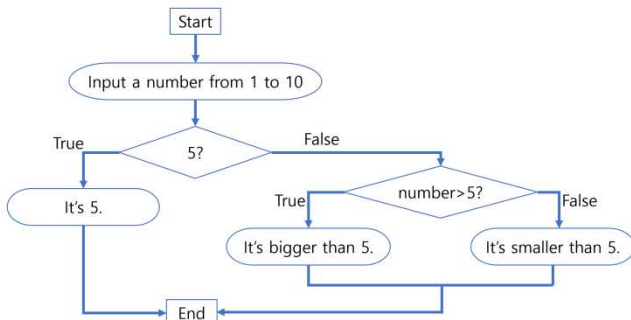 Start
Input a number from 1 to 10
True
5?
False
It's 5.
True
number>5?
False
It's bigger than 5.
It's smaller than 5.
End